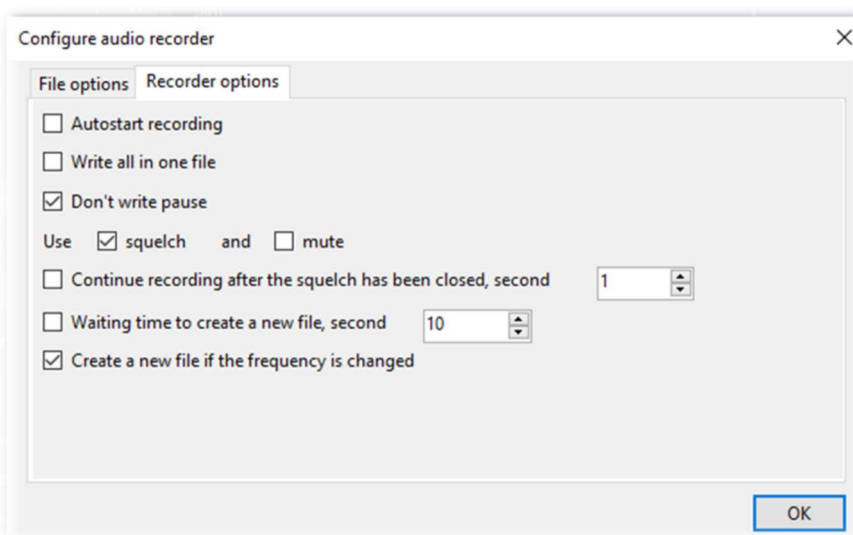 Configure audio recorder
File options Recorder options
Autostart recording
Write all in one file
Don't write pause
Use squelch and mute
Continue recording after the squelch has been closed, second 1
Waiting time to create a new file, second 10
Create a new file if the frequency is changed
OK